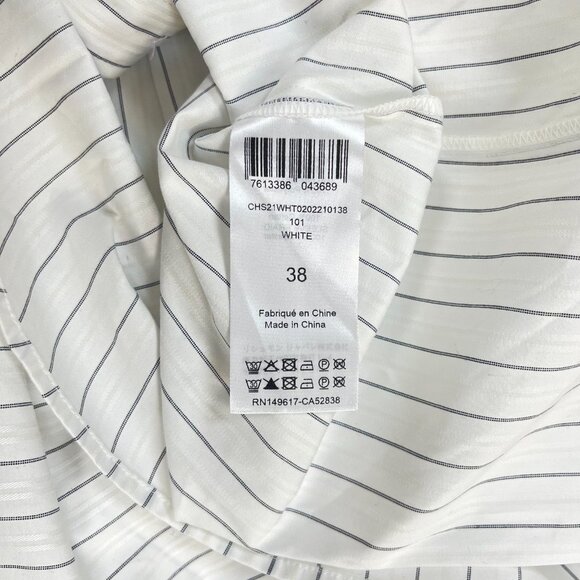 7613386 043689
CHS21WHT0202210138
101
WHITE
38
Fabriqué en Chine
Made in China
RN149617-CA52838